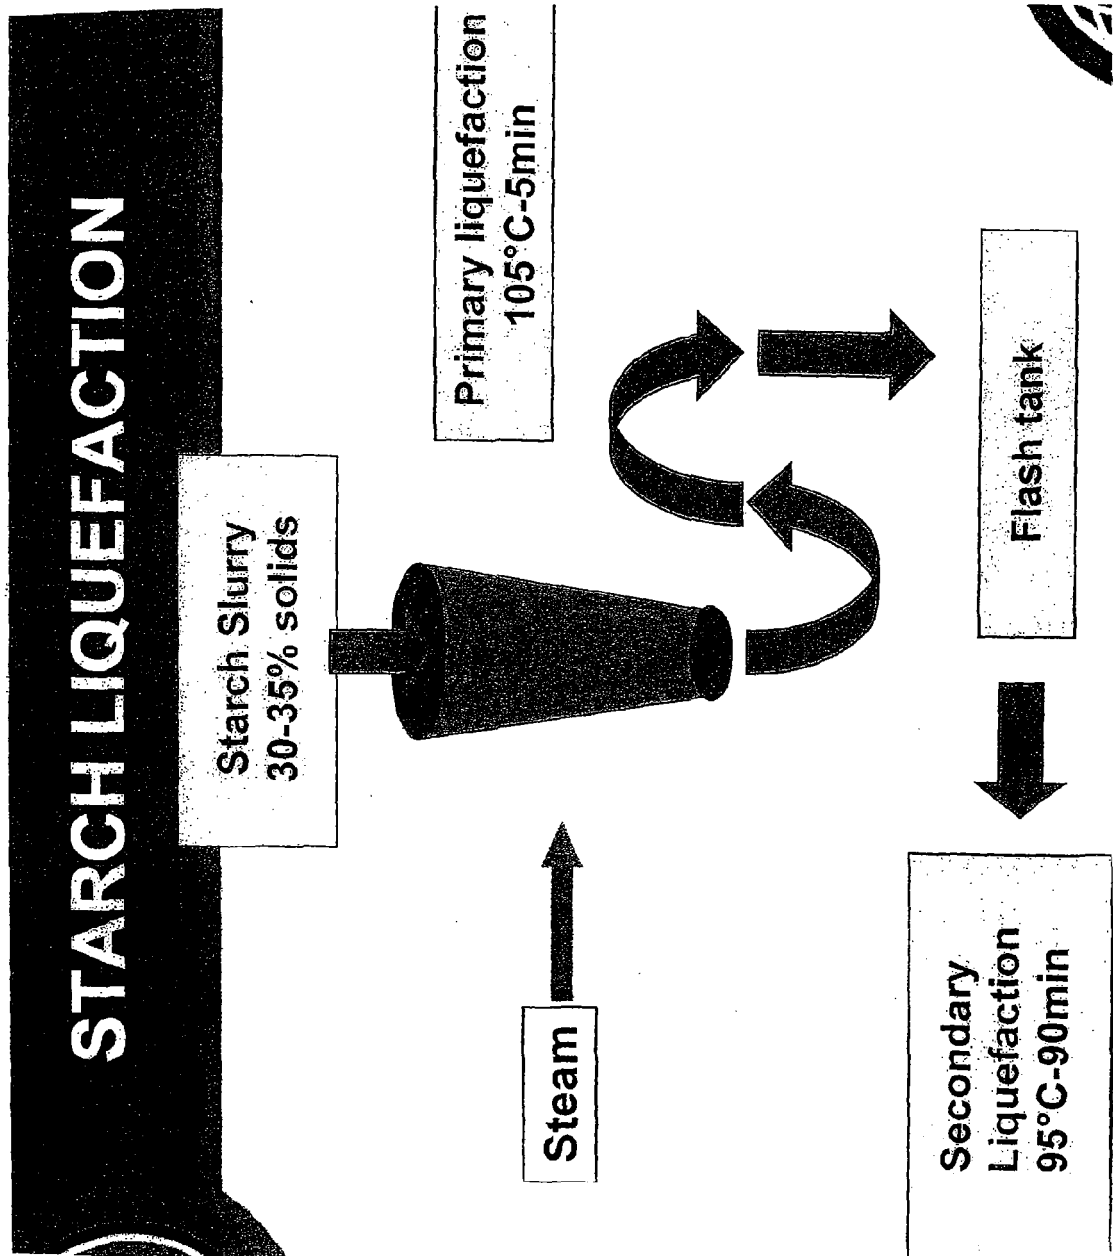 STARCH LIQUEFACTION
Starch Slurry
30-35% solids
Primary liquefaction
105°C-5min
Steam
Flash tank
Secondary
Liquefaction
95°C-90min